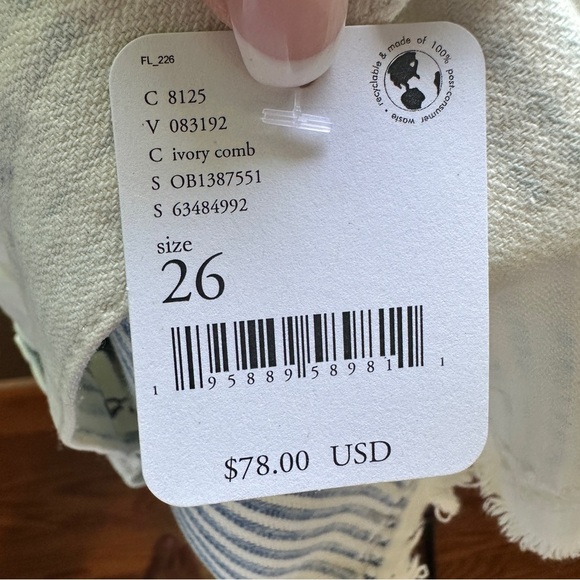 FL_226
recyclable & made of 100% post-consumer waste •
C 8125
V 083192
C ivory comb
S OB1387551
S 63484992
size
26
1 95889 58981 1
$78.00 USD